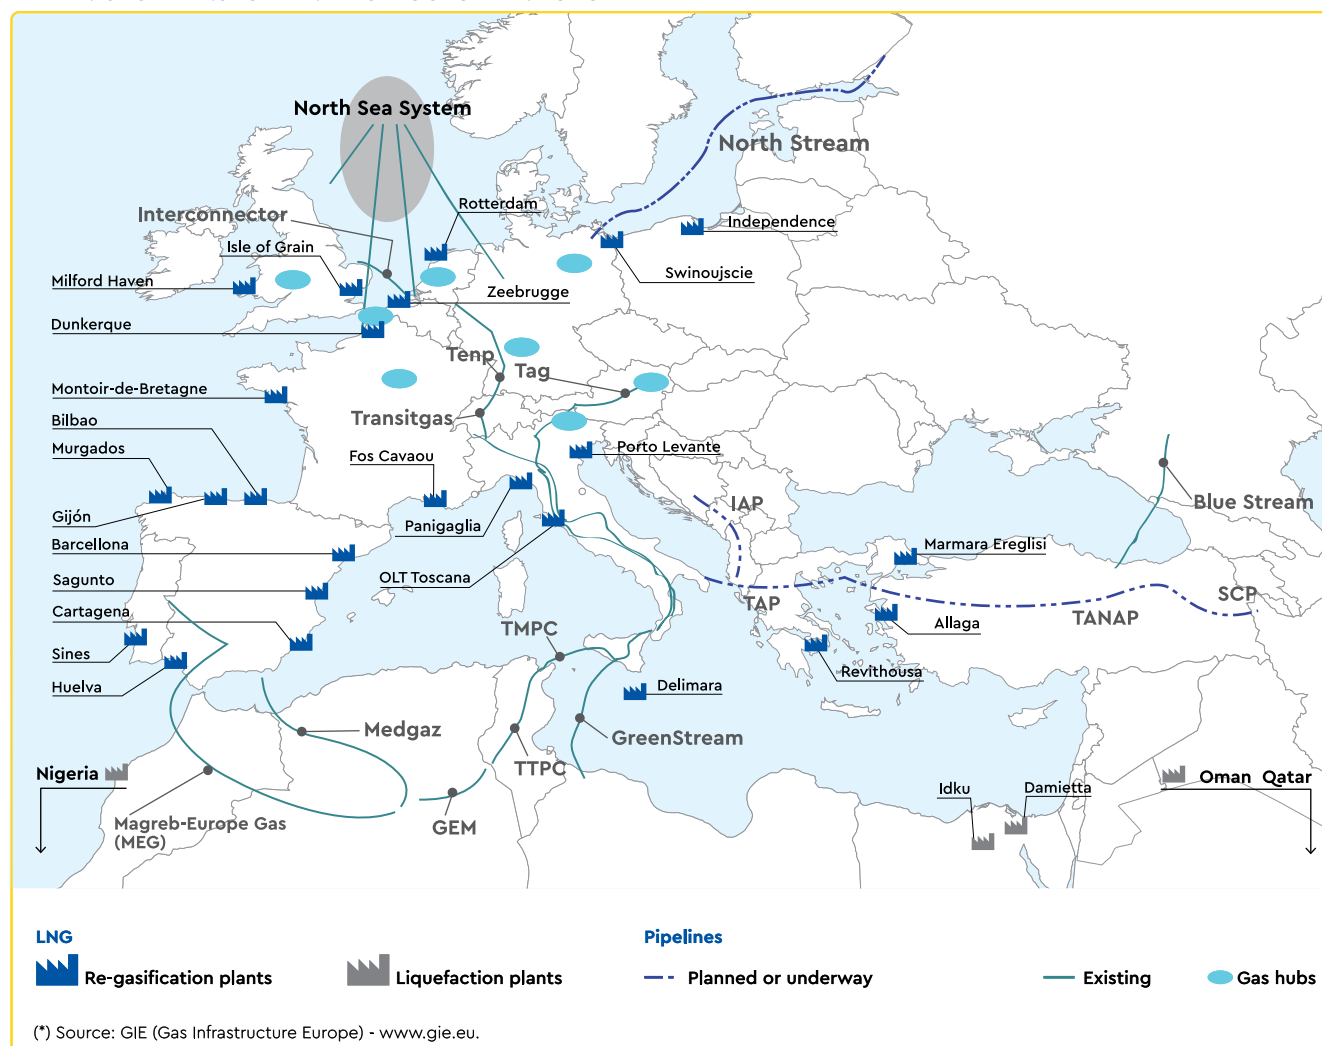 North Sea System
North Stream
Rotterdam
Interconnector
Independence
Isle of Grain
Swinoujscie
Milford Haven
Zeebrugge
Dunkerque
Tenp
Tag
Montoir-de-Bretagne
Transitgas
Bilbao
Murgados
Porto Levante
Fos Cavaou
IAP
Blue Stream
Gijón
Panigaglia
Barcellona
Marmara Ereglisi
OLT Toscana
Sagunto
SCP
TAP
Cartagena
TANAP
Allaga
TMPC
Sines
Revithousa
Huelva
Delimara
Medgaz
GreenStream
TTPC
Nigeria
Oman Qatar
Idku
Damietta
Magreb-Europe Gas
(MEG)
GEM
LNG
Pipelines
Re-gasification plants
Liquefaction plants
Planned or underway
Existing
Gas hubs
(*) Source: GIE (Gas Infrastructure Europe) - www.gie.eu.